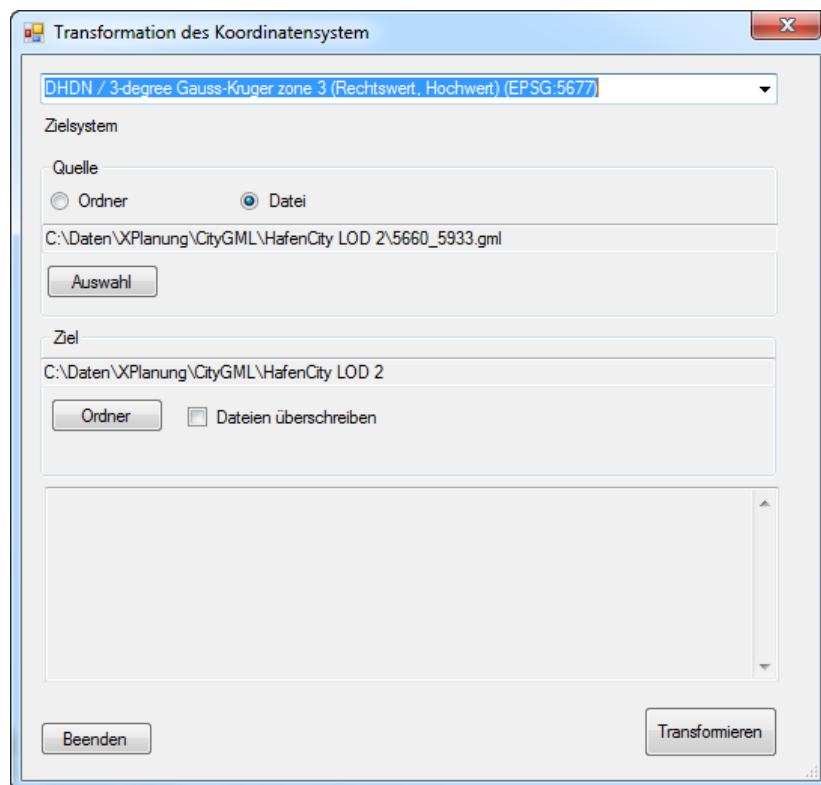 Transformation des Koordinatensystem
DHDN / 3-degree Gauss-Kruger zone 3 (Rechtswert, Hochwert) (EPSG:5677)
Zielsystem
Quelle
Ordner Datei
C:\Daten\XPlanung\CityGML\HafenCity LOD 2\5660_5933.gml
Auswahl
Ziel
C:\Daten\XPlanung\CityGML\HafenCity LOD 2
Ordner Dateien überschreiben
Beenden Transformieren